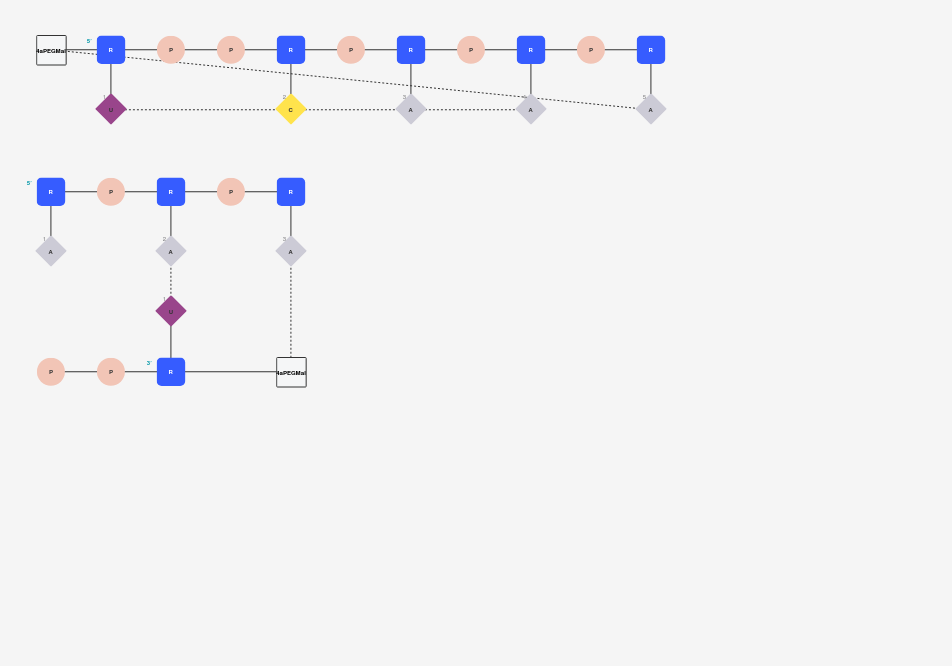 4aPEGMal 5' R P P R P R P R P R
1 U 2 C 3 A 4 A 5 A
5' R P R P R
1 A 2 A 3 A
1 U
P P 3' R 4aPEGMal